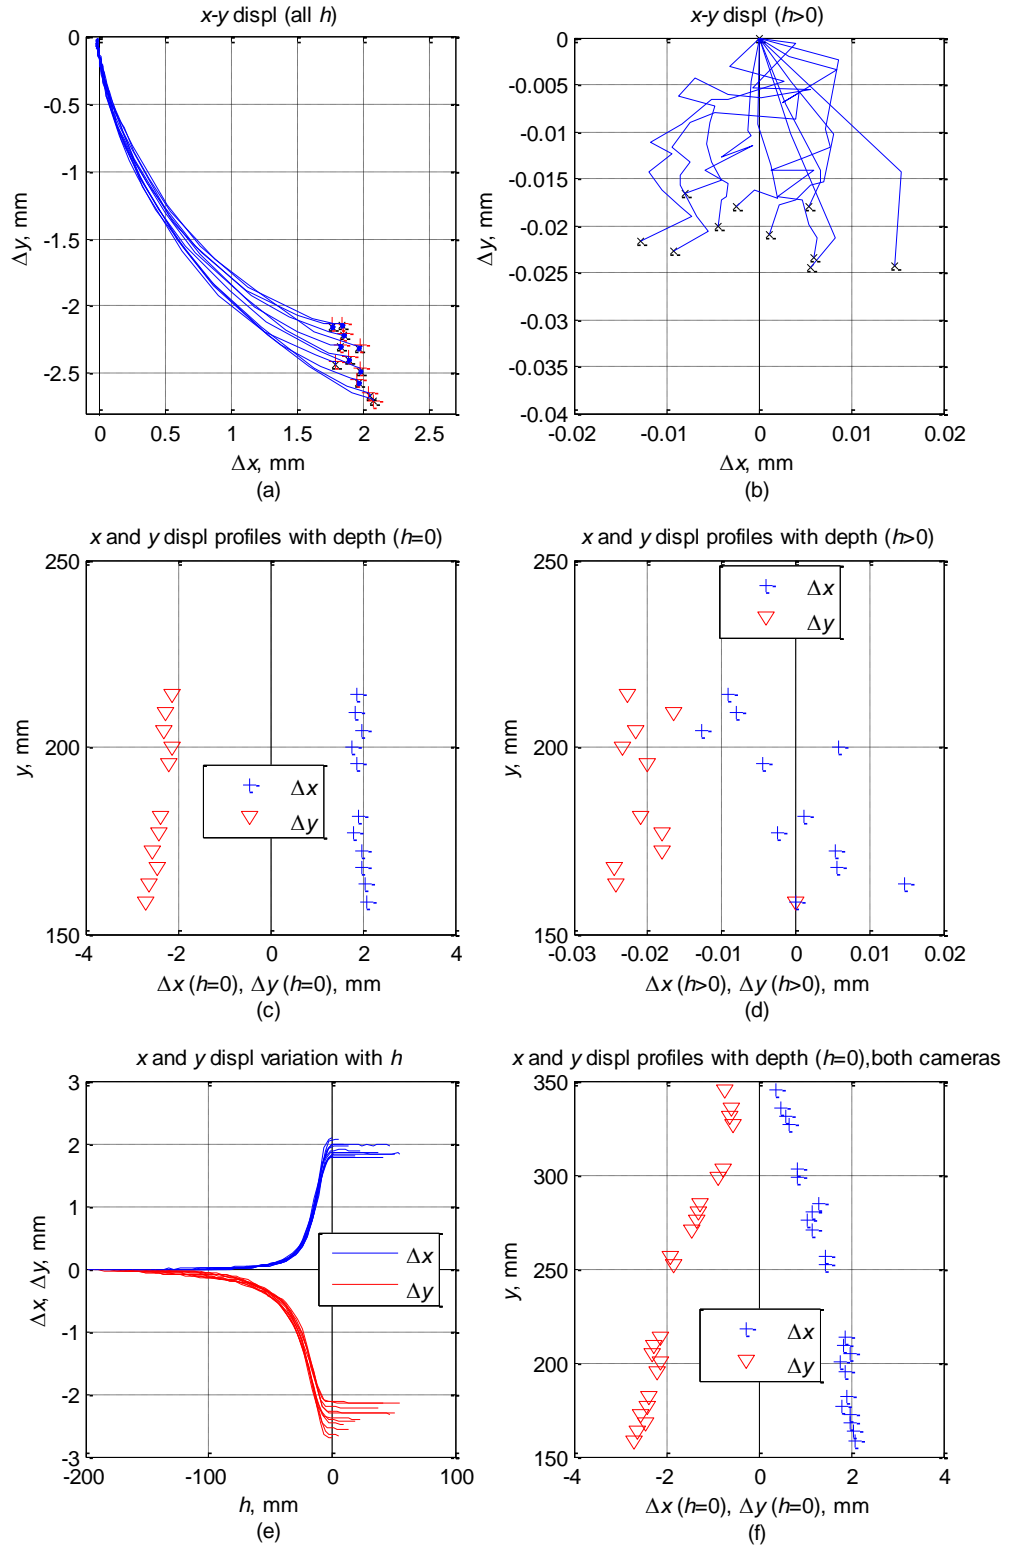 x-y displ (all h)
0
-0.5
-1
-1.5
-2
-2.5
0 0.5 1 1.5 2 2.5
Δy, mm
Δx, mm
(a)
x-y displ (h>0)
0
-0.005
-0.01
-0.015
-0.02
-0.025
-0.03
-0.035
-0.04
-0.02 -0.01 0 0.01 0.02
Δy, mm
Δx, mm
(b)
x and y displ profiles with depth (h=0)
250
200
150
-4 -2 0 2 4
y, mm
Δx
Δy
Δx (h=0), Δy (h=0), mm
(c)
x and y displ profiles with depth (h>0)
250
200
150
-0.03 -0.02 -0.01 0 0.01 0.02
y, mm
Δx
Δy
Δx (h>0), Δy (h>0), mm
(d)
x and y displ variation with h
3
2
1
0
-1
-2
-3
-200 -100 0 100
Δx, Δy, mm
Δx
Δy
h, mm
(e)
x and y displ profiles with depth (h=0),both cameras
350
300
250
200
150
-4 -2 0 2 4
y, mm
Δx
Δy
Δx (h=0), Δy (h=0), mm
(f)